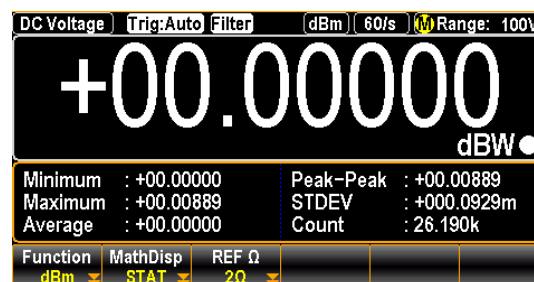 DC Voltage Trig:Auto Filter dBm 60/s M Range: 100V
+00.00000
dBW
Minimum : +00.00000 Peak-Peak : +00.00889
Maximum : +00.00889 STDEV : +000.0929m
Average : +00.00000 Count : 26.190k
Function MathDisp REF Ω
dBm STAT 2Ω